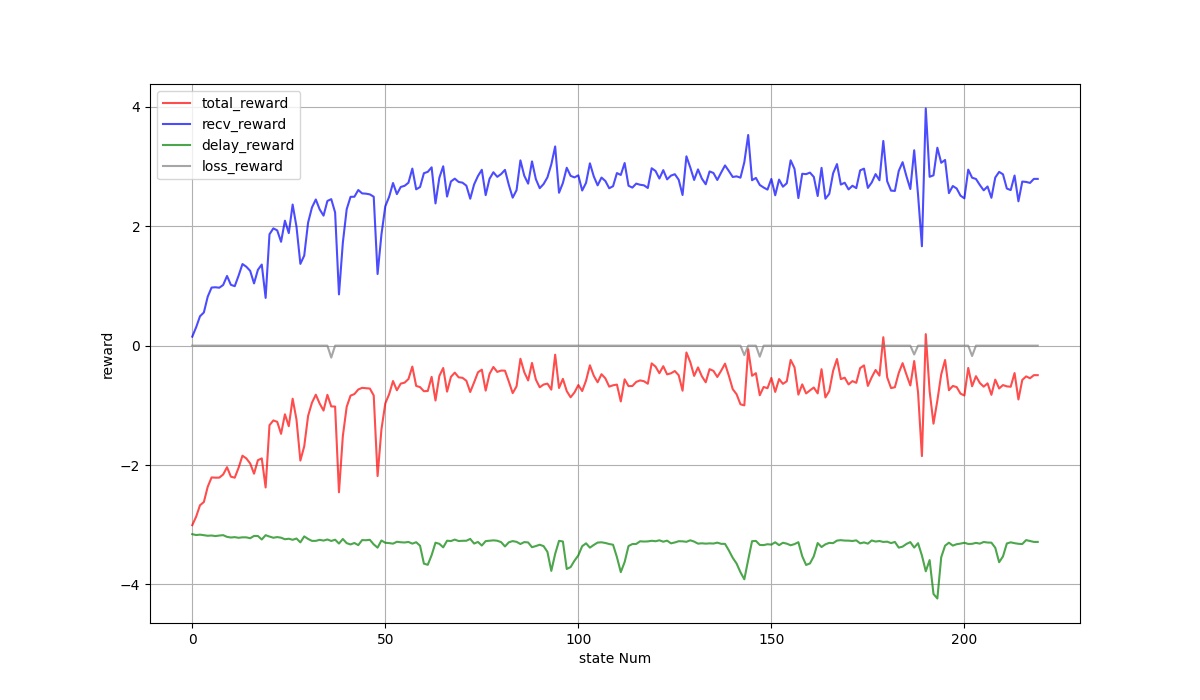 total_reward
recv_reward
delay_reward
loss_reward
4
2
0
−2
−4
reward
0 50 100 150 200
state Num